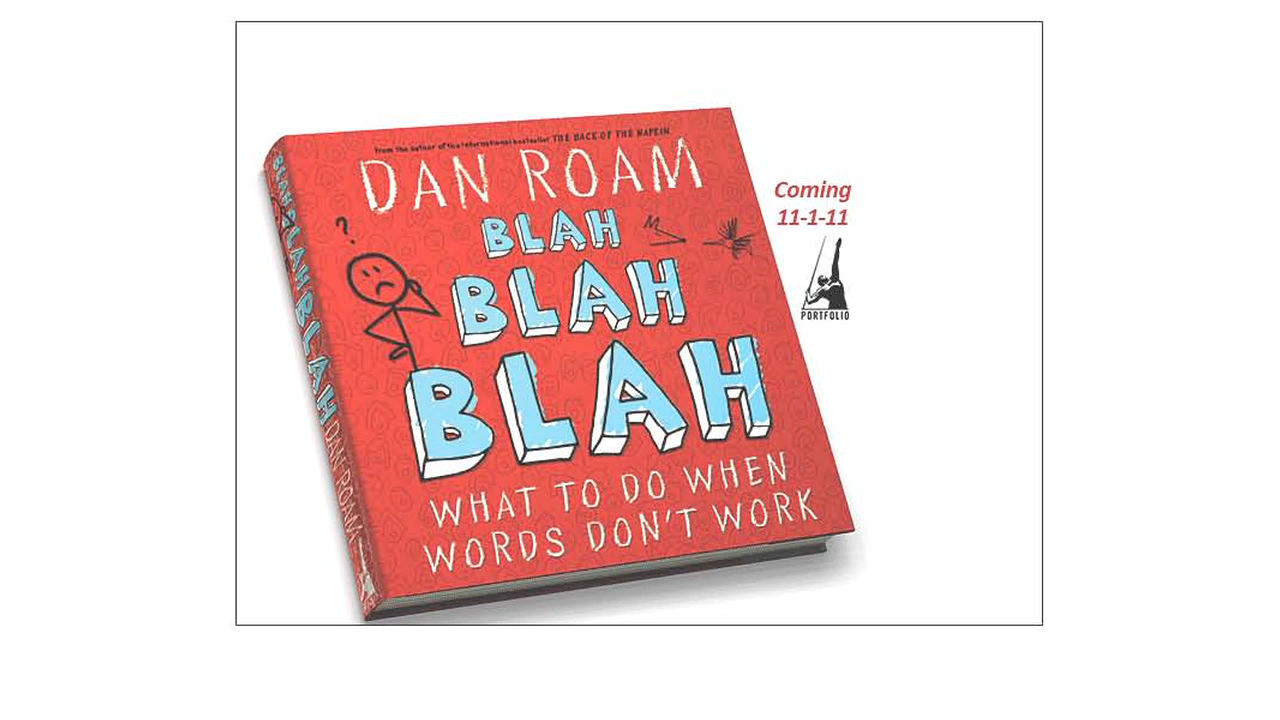 from the author of the international bestseller THE BACK OF THE NAPKIN
DAN ROAM
BLAH
BLAH
BLAH
WHAT TO DO WHEN
WORDS DON'T WORK
?
BLAH BLAH BLAH DAN ROAM
Coming
11-1-11
PORTFOLIO